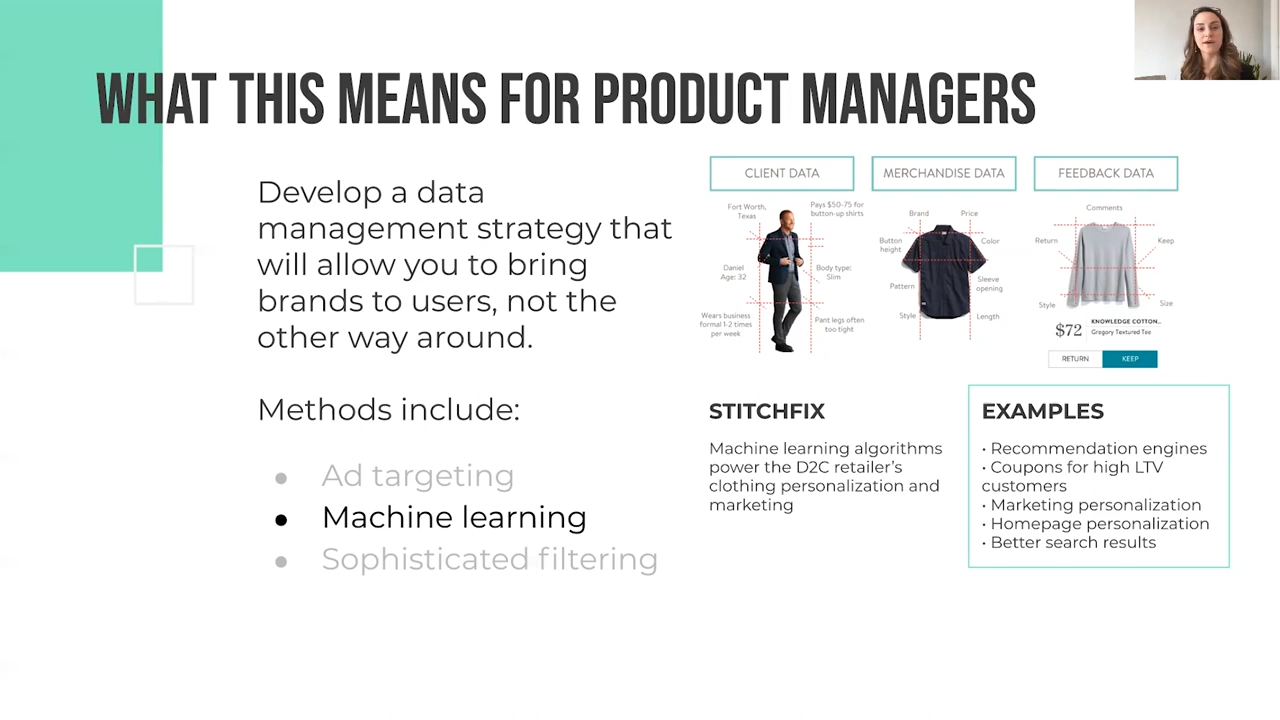 WHAT THIS MEANS FOR PRODUCT MANAGERS
Develop a data
management strategy that
will allow you to bring
brands to users, not the
other way around.
Methods include:
• Ad targeting
• Machine learning
• Sophisticated filtering
CLIENT DATA
Fort Worth,
Texas
Pays $50-75 for
button-up shirts
Daniel
Age: 32
Body type:
Slim
Wears business
formal 1-2 times
per week
Pant legs often
too tight
MERCHANDISE DATA
Brand
Price
Button
height
Color
Pattern
Sleeve
opening
Style
Length
FEEDBACK DATA
Comments
Return
Keep
Style
Size
$72
KNOWLEDGE COTTON...
Gregory Textured Tee
RETURN
KEEP
STITCHFIX
Machine learning algorithms
power the D2C retailer's
clothing personalization and
marketing
EXAMPLES
• Recommendation engines
• Coupons for high LTV
customers
• Marketing personalization
• Homepage personalization
• Better search results